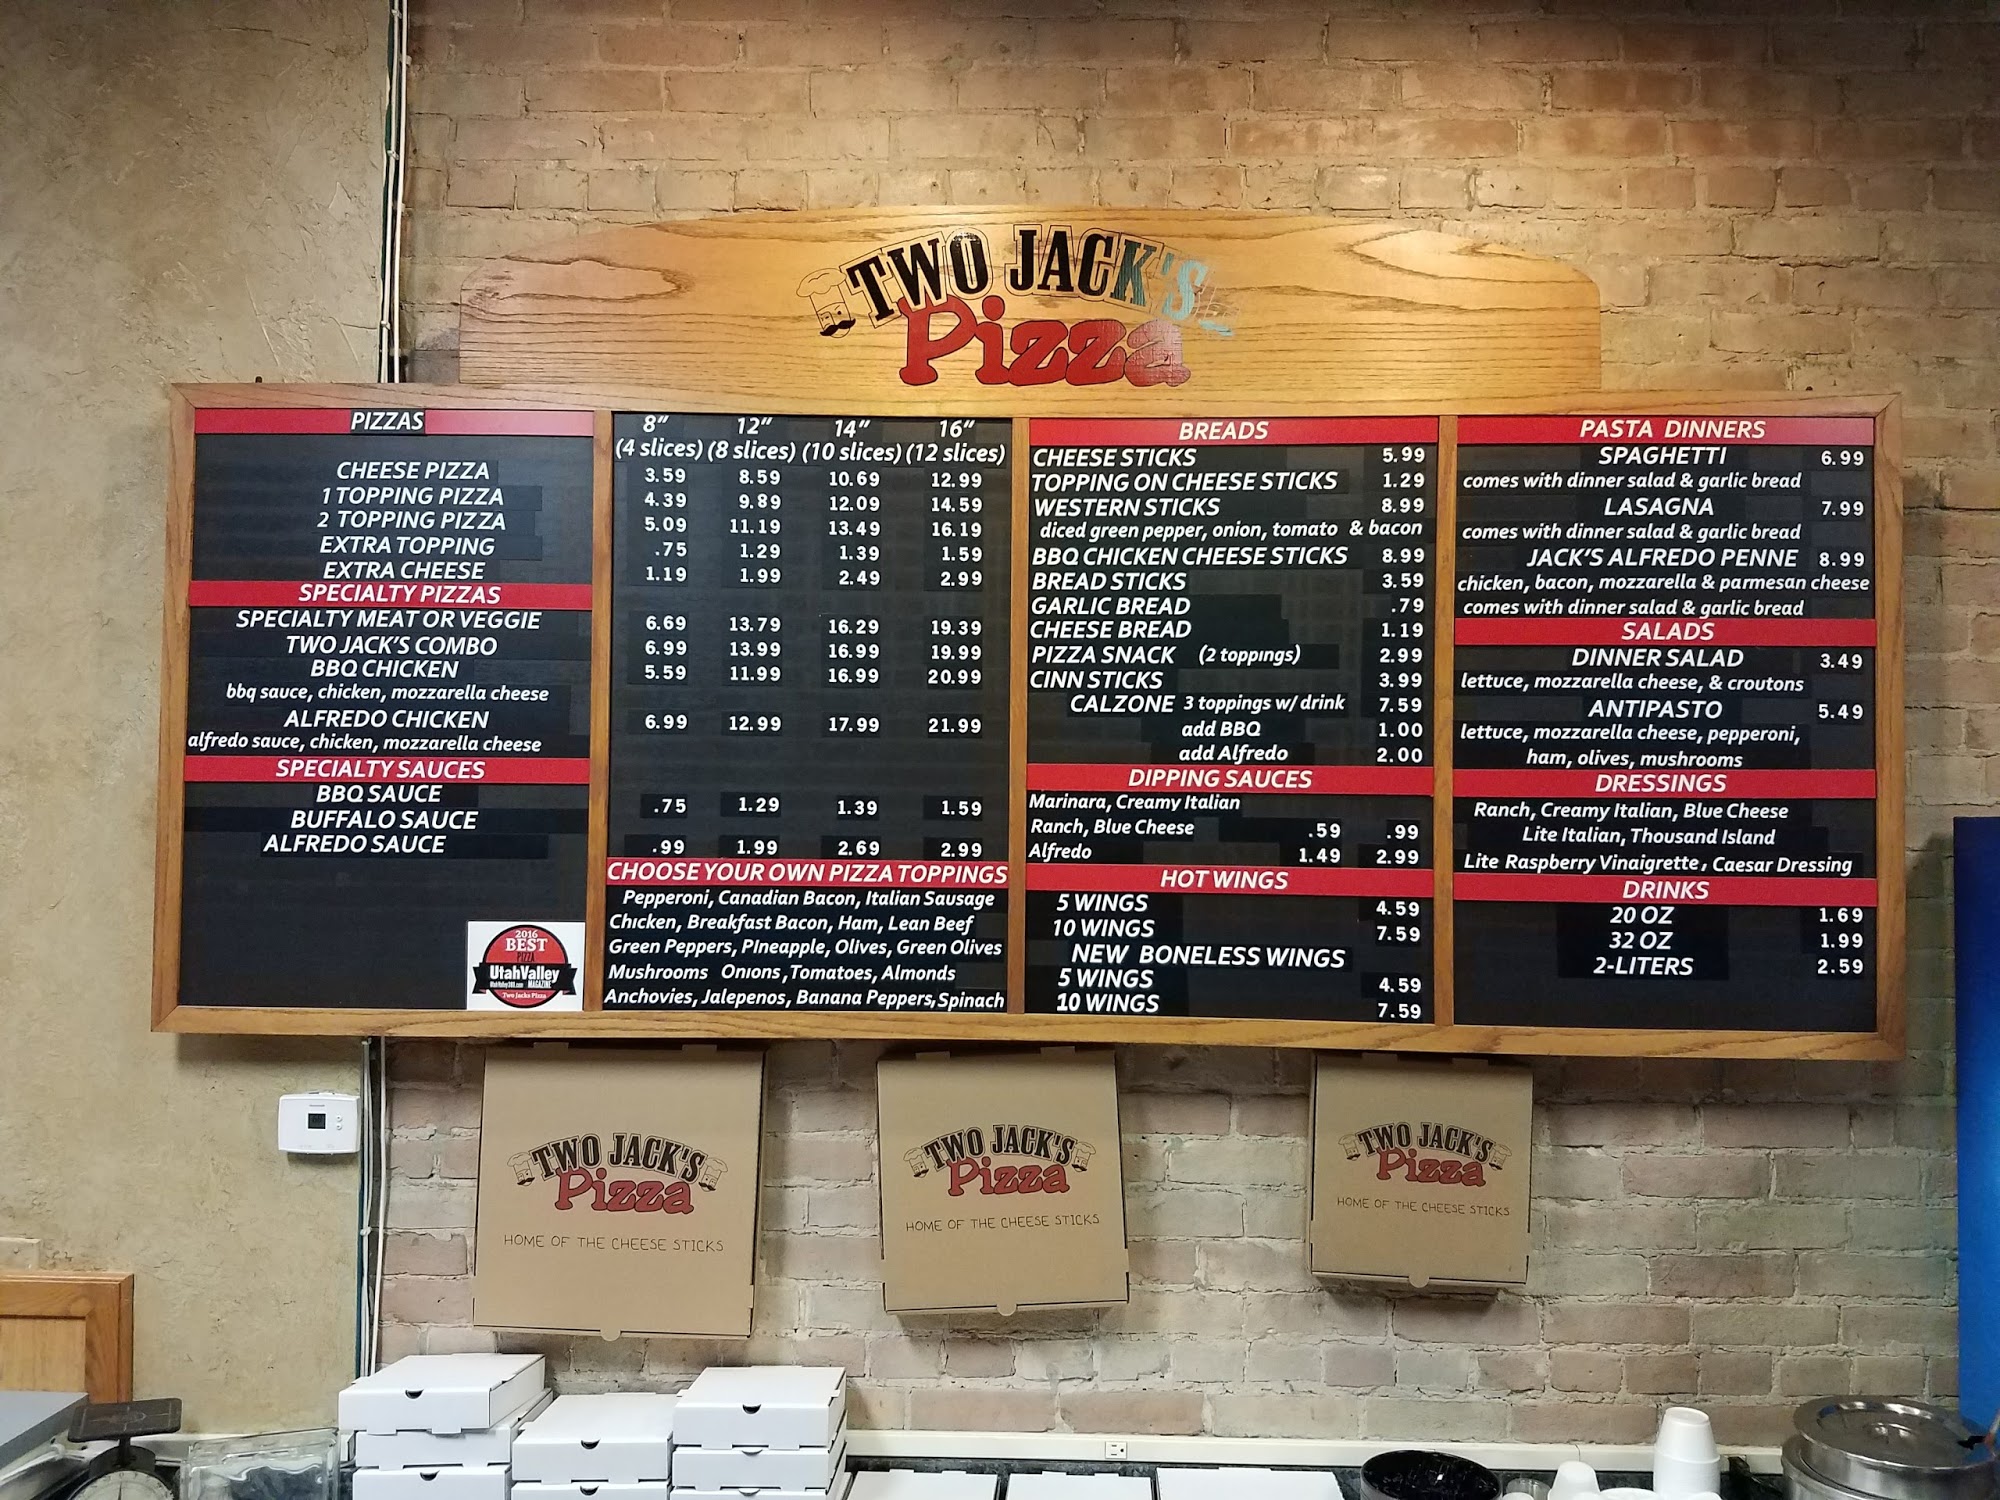 TWO JACK'S
Pizza
PIZZAS
8" 12" 14" 16"
(4 slices) (8 slices) (10 slices) (12 slices)
CHEESE PIZZA 3.59 8.59 10.69 12.99
1 TOPPING PIZZA 4.39 9.89 12.09 14.59
2 TOPPING PIZZA 5.09 11.19 13.49 16.19
EXTRA TOPPING .75 1.29 1.39 1.59
EXTRA CHEESE 1.19 1.99 2.49 2.99
SPECIALTY PIZZAS
SPECIALTY MEAT OR VEGGIE 6.69 13.79 16.29 19.39
TWO JACK'S COMBO 6.99 13.99 16.99 19.99
BBQ CHICKEN 5.59 11.99 16.99 20.99
bbq sauce, chicken, mozzarella cheese
ALFREDO CHICKEN 6.99 12.99 17.99 21.99
alfredo sauce, chicken, mozzarella cheese
SPECIALTY SAUCES
BBQ SAUCE .75 1.29 1.39 1.59
BUFFALO SAUCE
ALFREDO SAUCE .99 1.99 2.69 2.99
2016
BEST
PIZZA
UtahValley
UtahValley360.com MAGAZINE
Two Jacks Pizza
CHOOSE YOUR OWN PIZZA TOPPINGS
Pepperoni, Canadian Bacon, Italian Sausage
Chicken, Breakfast Bacon, Ham, Lean Beef
Green Peppers, PIneapple, Olives, Green Olives
Mushrooms Onions, Tomatoes, Almonds
Anchovies, Jalepenos, Banana Peppers, Spinach
BREADS
CHEESE STICKS 5.99
TOPPING ON CHEESE STICKS 1.29
WESTERN STICKS 8.99
diced green pepper, onion, tomato & bacon
BBQ CHICKEN CHEESE STICKS 8.99
BREAD STICKS 3.59
GARLIC BREAD .79
CHEESE BREAD 1.19
PIZZA SNACK (2 toppings) 2.99
CINN STICKS 3.99
CALZONE 3 toppings w/ drink 7.59
add BBQ 1.00
add Alfredo 2.00
DIPPING SAUCES
Marinara, Creamy Italian
Ranch, Blue Cheese .59 .99
Alfredo 1.49 2.99
HOT WINGS
5 WINGS 4.59
10 WINGS 7.59
NEW BONELESS WINGS
5 WINGS 4.59
10 WINGS 7.59
PASTA DINNERS
SPAGHETTI 6.99
comes with dinner salad & garlic bread
LASAGNA 7.99
comes with dinner salad & garlic bread
JACK'S ALFREDO PENNE 8.99
chicken, bacon, mozzarella & parmesan cheese
comes with dinner salad & garlic bread
SALADS
DINNER SALAD 3.49
lettuce, mozzarella cheese, & croutons
ANTIPASTO 5.49
lettuce, mozzarella cheese, pepperoni,
ham, olives, mushrooms
DRESSINGS
Ranch, Creamy Italian, Blue Cheese
Lite Italian, Thousand Island
Lite Raspberry Vinaigrette, Caesar Dressing
DRINKS
20 OZ 1.69
32 OZ 1.99
2-LITERS 2.59
TWO JACK'S
Pizza
HOME OF THE CHEESE STICKS
TWO JACK'S
Pizza
HOME OF THE CHEESE STICKS
TWO JACK'S
Pizza
HOME OF THE CHEESE STICKS